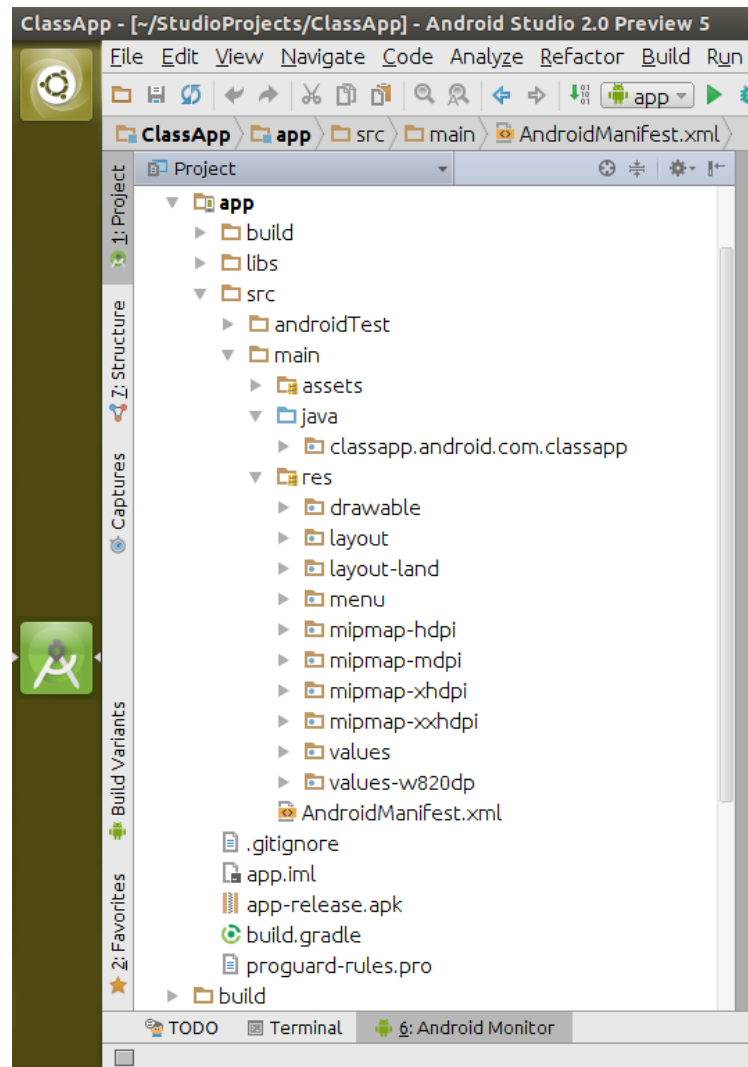 ClassApp - [~/StudioProjects/ClassApp] - Android Studio 2.0 Preview 5
File Edit View Navigate Code Analyze Refactor Build Run
app
ClassApp app src main AndroidManifest.xml
1: Project
7: Structure
Captures
Build Variants
2: Favorites
Project
app
build
libs
src
androidTest
main
assets
java
classapp.android.com.classapp
res
drawable
layout
layout-land
menu
mipmap-hdpi
mipmap-mdpi
mipmap-xhdpi
mipmap-xxhdpi
values
values-w820dp
AndroidManifest.xml
.gitignore
app.iml
app-release.apk
build.gradle
proguard-rules.pro
build
TODO Terminal 6: Android Monitor